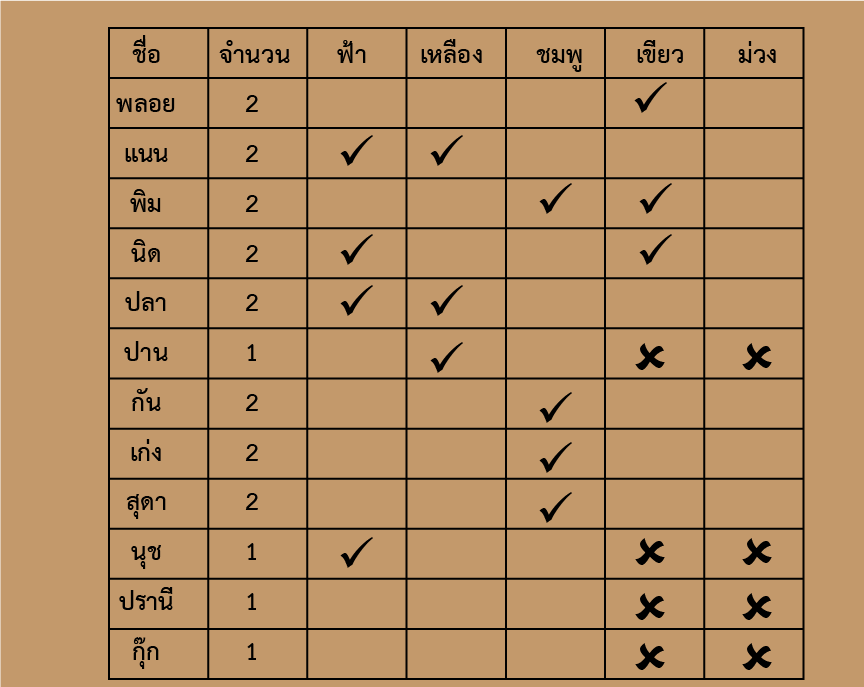 ชื่อ จำนวน ฟ้า เหลือง ชมพู เขียว ม่วง
พลอย 2 ✓
แนน 2 ✓ ✓
พิม 2 ✓ ✓
นิด 2 ✓ ✓
ปลา 2 ✓ ✓
ปาน 1 ✓ ✘ ✘
กัน 2 ✓
เก่ง 2 ✓
สุดา 2 ✓
นุช 1 ✓ ✘ ✘
ปรานี 1 ✘ ✘
กุ๊ก 1 ✘ ✘